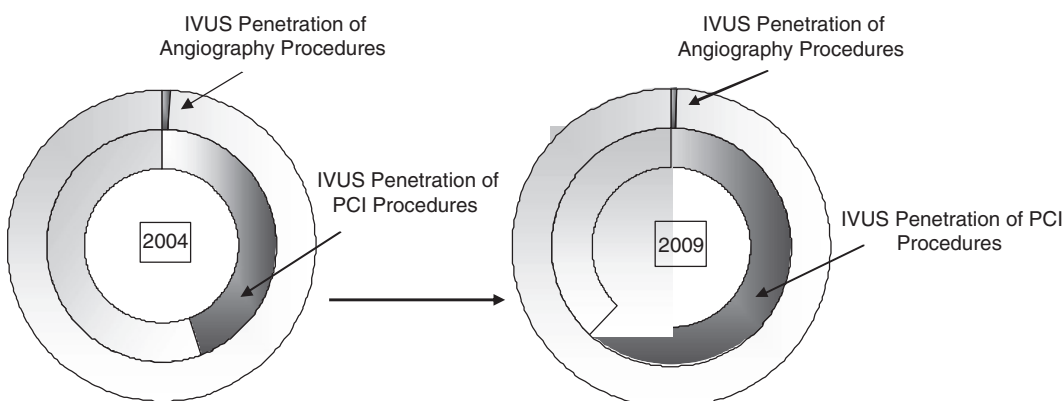 IVUS Penetration of
Angiography Procedures
IVUS Penetration of
PCI Procedures
2004
IVUS Penetration of
Angiography Procedures
2009
IVUS Penetration of PCI
Procedures